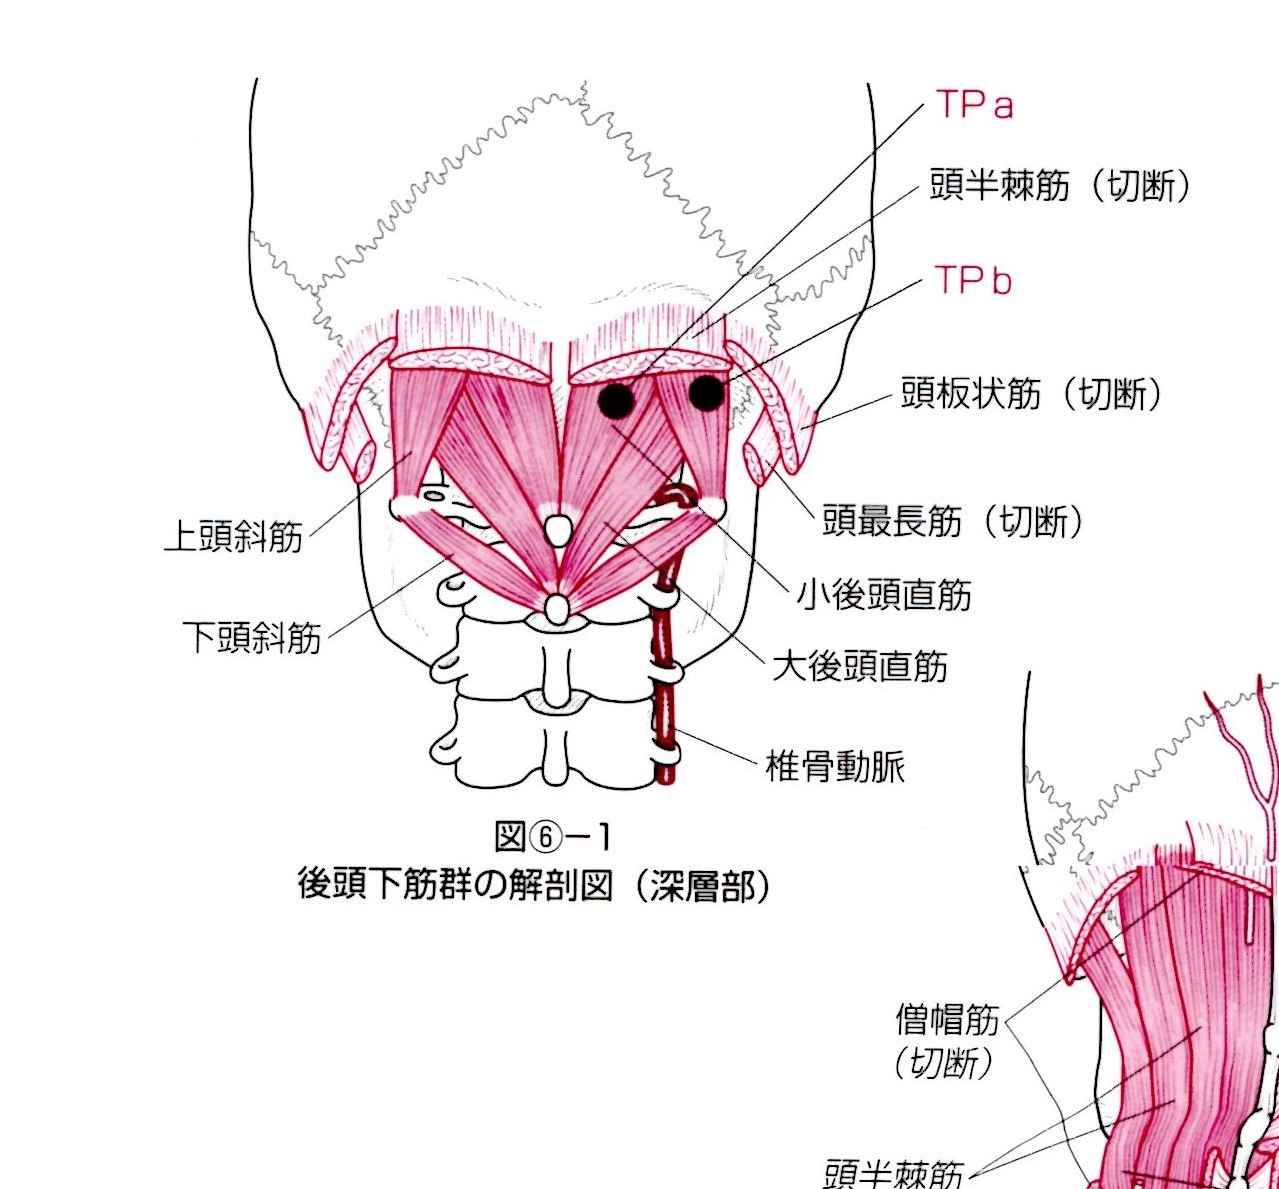 TPa
頭半棘筋（切断）
TPb
頭板状筋（切断）
頭最長筋（切断）
上頭斜筋
小後頭直筋
下頭斜筋
大後頭直筋
椎骨動脈
図⑥－1
後頭下筋群の解剖図（深層部）
僧帽筋
（切断）
頭半棘筋